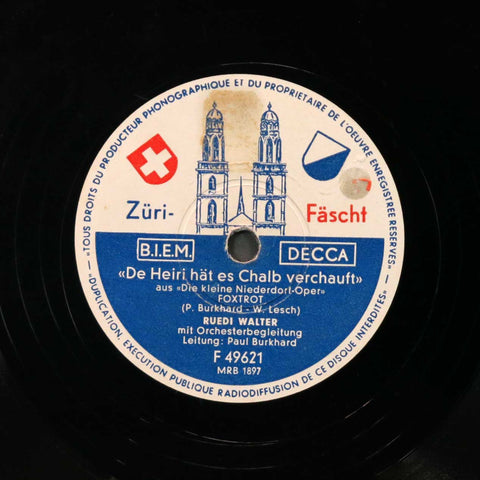 —TOUS DROITS DU PRODUCTEUR PHONOGRAPHIQUE ET DU PROPRIETAIRE DE L'OEUVRE ENREGISTREE RESERVES—
Züri- Fäscht
B.I.E.M. DECCA
«De Heiri hät es Chalb verchauft»
aus «Die kleine Niederdorf-Oper»
FOXTROT
(P. Burkhard - W. Lesch)
RUEDI WALTER
mit Orchesterbegleitung
Leitung: Paul Burkhard
F 49621
MRB 1897
«DUPLICATION, EXECUTION PUBLIQUE RADIODIFFUSION DE CE DISQUE INTERDITES»